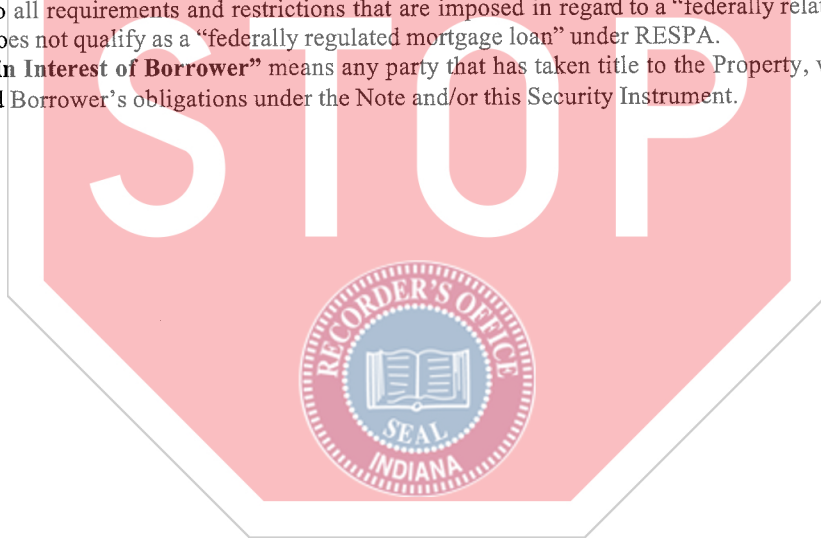 o all requirements and restrictions that are imposed in regard to a “federally rela
oes not qualify as a “federally regulated mortgage loan” under RESPA.
in Interest of Borrower” means any party that has taken title to the Property, w
d Borrower’s obligations under the Note and/or this Security Instrument.
STOP
RECORDER'S OFFICE
SEAL
INDIANA